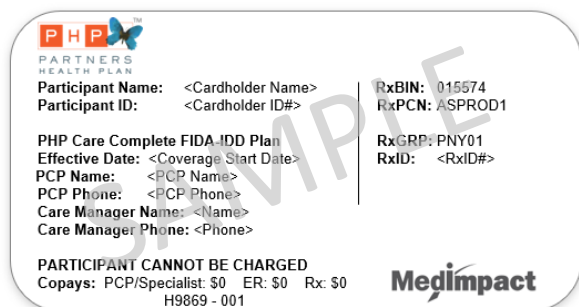 PHP TM
PARTNERS
HEALTH PLAN
Participant Name: <Cardholder Name>
Participant ID: <Cardholder ID#>
RxBIN: 015574
RxPCN: ASPROD1
PHP Care Complete FIDA-IDD Plan
Effective Date: <Coverage Start Date>
PCP Name: <PCP Name>
PCP Phone: <PCP Phone>
Care Manager Name: <Name>
Care Manager Phone: <Phone>
RxGRP: PNY01
RxID: <RxID#>
SAMPLE
PARTICIPANT CANNOT BE CHARGED
Copays: PCP/Specialist: $0 ER: $0 Rx: $0
H9869 - 001
Medimpact